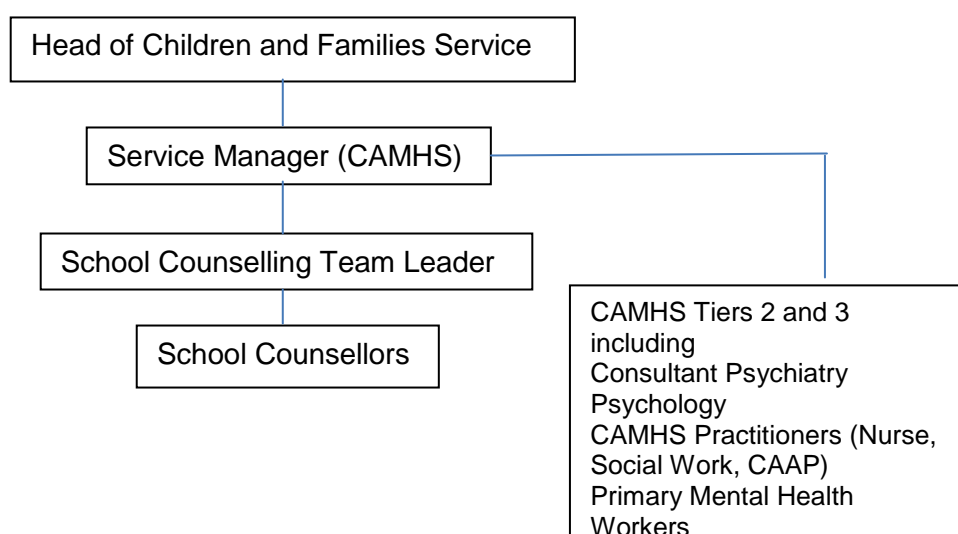 Head of Children and Families Service
Service Manager (CAMHS)
School Counselling Team Leader
School Counsellors
CAMHS Tiers 2 and 3
including
Consultant Psychiatry
Psychology
CAMHS Practitioners (Nurse,
Social Work, CAAP)
Primary Mental Health
Workers